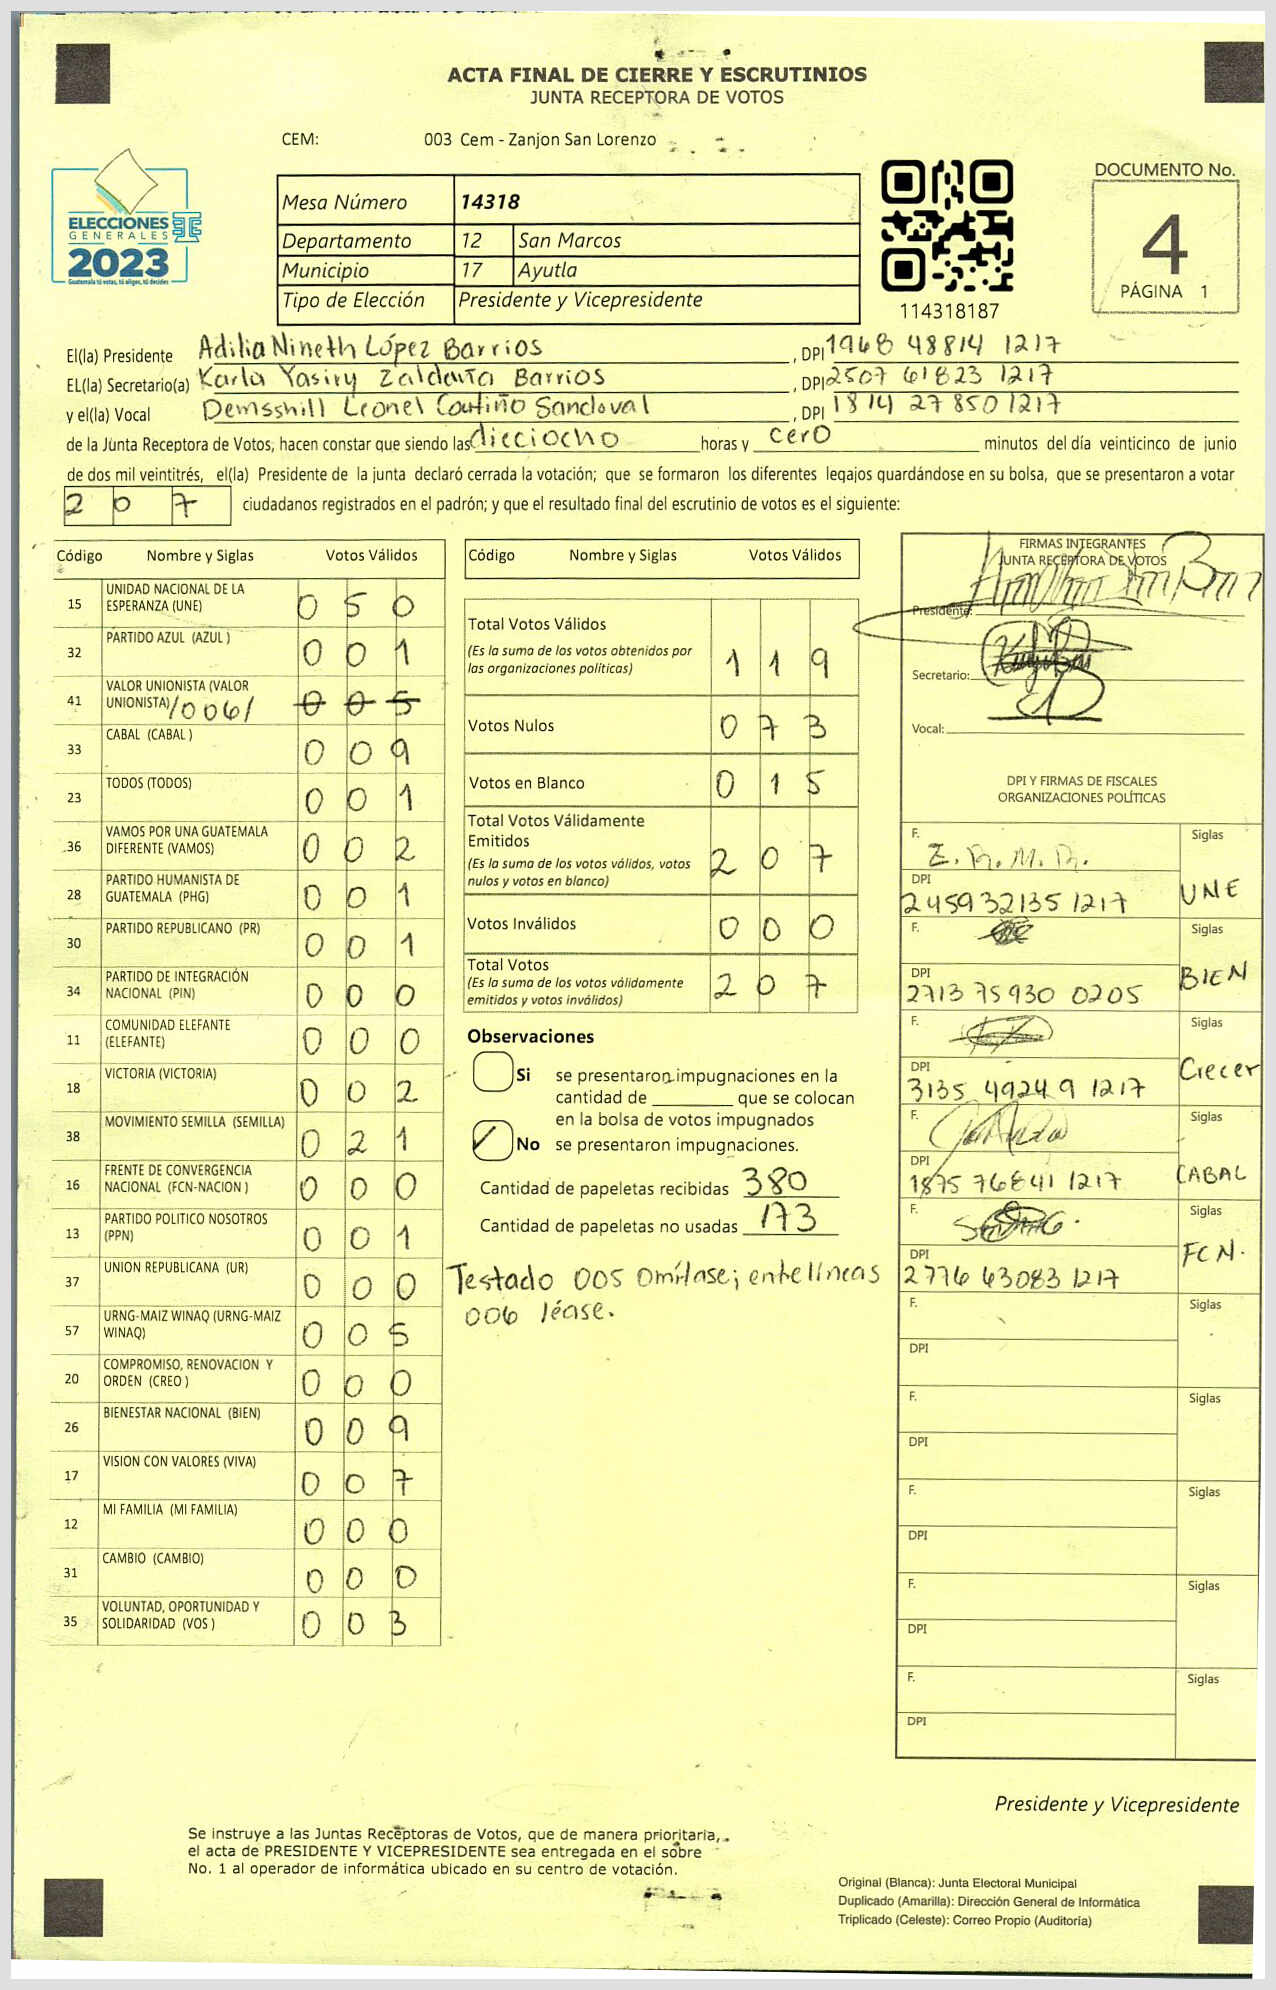 ACTA FINAL DE CIERRE Y ESCRUTINIOS
JUNTA RECEPTORA DE VOTOS
CEM: 003 Cem - Zanjon San Lorenzo
ELECCIONES
GENERALES
2023
Guatemala tú votas, tú eliges, tú decides
Mesa Número 14318
Departamento 12 San Marcos
Municipio 17 Ayutla
Tipo de Elección Presidente y Vicepresidente
114318187
DOCUMENTO No.
4
PÁGINA 1
El(la) Presidente Adilia Nineth López Barrios , DPI 1968 48814 1217
EL(la) Secretario(a) Karla Yasiry Zaldaña Barrios , DPI 2507 61823 1217
y el(la) Vocal Demsshill Leonel Coutiño Sandoval , DPI 1814 27850 1217
de la Junta Receptora de Votos, hacen constar que siendo las dieciocho horas y cero minutos del día veinticinco de junio
de dos mil veintitrés, el(la) Presidente de la junta declaró cerrada la votación; que se formaron los diferentes legajos guardándose en su bolsa, que se presentaron a votar
207 ciudadanos registrados en el padrón; y que el resultado final del escrutinio de votos es el siguiente:
Código Nombre y Siglas Votos Válidos
15 UNIDAD NACIONAL DE LA ESPERANZA (UNE) 0 5 0
32 PARTIDO AZUL (AZUL ) 0 0 1
41 VALOR UNIONISTA (VALOR UNIONISTA) /006/ 0 0 5
33 CABAL (CABAL ) 0 0 9
23 TODOS (TODOS) 0 0 1
36 VAMOS POR UNA GUATEMALA DIFERENTE (VAMOS) 0 0 2
28 PARTIDO HUMANISTA DE GUATEMALA (PHG) 0 0 1
30 PARTIDO REPUBLICANO (PR) 0 0 1
34 PARTIDO DE INTEGRACIÓN NACIONAL (PIN) 0 0 0
11 COMUNIDAD ELEFANTE (ELEFANTE) 0 0 0
18 VICTORIA (VICTORIA) 0 0 2
38 MOVIMIENTO SEMILLA (SEMILLA) 0 2 1
16 FRENTE DE CONVERGENCIA NACIONAL (FCN-NACION ) 0 0 0
13 PARTIDO POLITICO NOSOTROS (PPN) 0 0 1
37 UNION REPUBLICANA (UR) 0 0 0
57 URNG-MAIZ WINAQ (URNG-MAIZ WINAQ) 0 0 5
20 COMPROMISO, RENOVACION Y ORDEN (CREO ) 0 0 0
26 BIENESTAR NACIONAL (BIEN) 0 0 9
17 VISION CON VALORES (VIVA) 0 0 7
12 MI FAMILIA (MI FAMILIA) 0 0 0
31 CAMBIO (CAMBIO) 0 0 0
35 VOLUNTAD, OPORTUNIDAD Y SOLIDARIDAD (VOS ) 0 0 3
Código Nombre y Siglas Votos Válidos
Total Votos Válidos
(Es la suma de los votos obtenidos por
las organizaciones políticas) 1 1 9
Votos Nulos 0 7 3
Votos en Blanco 0 1 5
Total Votos Válidamente
Emitidos
(Es la suma de los votos válidos, votos
nulos y votos en blanco) 2 0 7
Votos Inválidos 0 0 0
Total Votos
(Es la suma de los votos válidamente
emitidos y votos inválidos) 2 0 7
Observaciones
Si se presentaron impugnaciones en la
cantidad de ________ que se colocan
en la bolsa de votos impugnados
No se presentaron impugnaciones.
Cantidad de papeletas recibidas 380
Cantidad de papeletas no usadas 173
Testado 005 omítase; entrelíneas
006 léase.
FIRMAS INTEGRANTES
JUNTA RECEPTORA DE VOTOS
Presidente:
Secretario:
Vocal:
DPI Y FIRMAS DE FISCALES
ORGANIZACIONES POLÍTICAS
F. Siglas
DPI
2459 32135 1217 UNE
F. Siglas
DPI
2713 75930 0205 BIEN
F. Siglas
DPI
3135 49249 1217 Crecer
F. Siglas
DPI
1875 76841 1217 CABAL
F. Siglas
DPI
2776 63083 1217 FCN.
F. Siglas
DPI
F. Siglas
DPI
F. Siglas
DPI
F. Siglas
DPI
F. Siglas
DPI
Presidente y Vicepresidente
Se instruye a las Juntas Receptoras de Votos, que de manera prioritaria,
el acta de PRESIDENTE Y VICEPRESIDENTE sea entregada en el sobre
No. 1 al operador de informática ubicado en su centro de votación.
Original (Blanca): Junta Electoral Municipal
Duplicado (Amarilla): Dirección General de Informática
Triplicado (Celeste): Correo Propio (Auditoría)